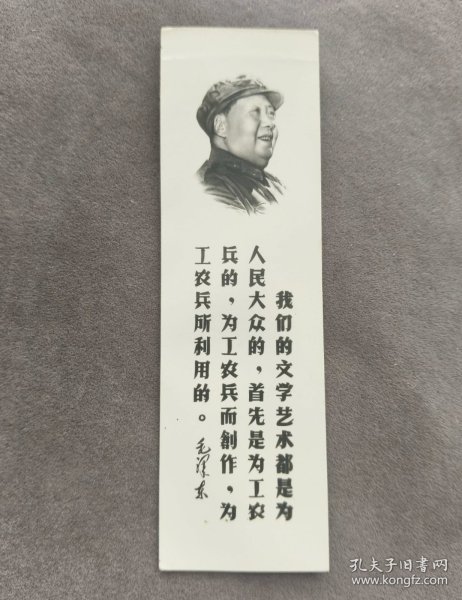 我们的文学艺术都是为
人民大众的，首先是为工农
兵的，为工农兵而創作，为
工农兵所利用的。
毛泽东
孔夫子旧书网
www.kongfz.com